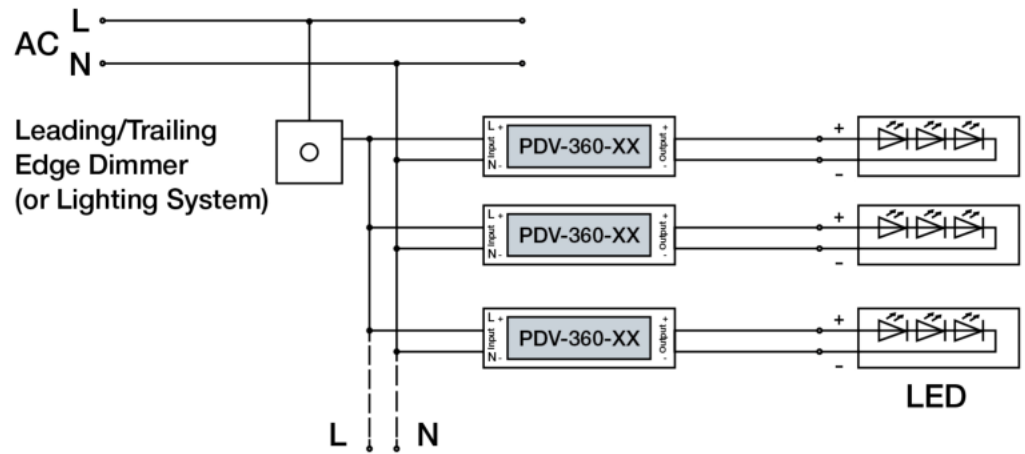 AC
L
N
Leading/Trailing
Edge Dimmer
(or Lighting System)
L +
Input
N -
PDV-360-XX
Output +
-
+
-
L +
Input
N -
PDV-360-XX
Output +
-
+
-
L +
Input
N -
PDV-360-XX
Output +
-
+
-
LED
L
N